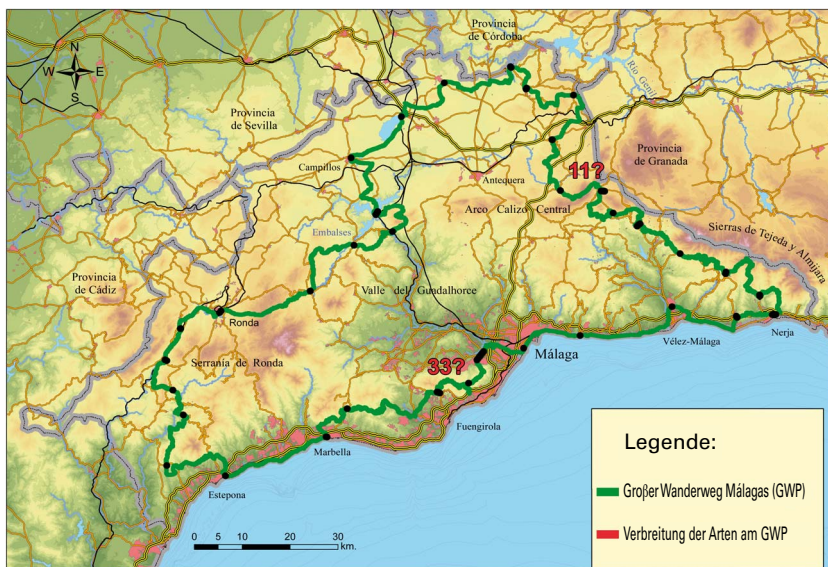 Provincia
de Córdoba
N
W E
S
Río Genil
Provincia
de Sevilla
Provincia
de Granada
Campillos
11?
Antequera
Arco Calizo Central
Sierras de Tejeda y Almijara
Embalses
Provincia
de Cádiz
Valle del Guadalhorce
Ronda
Nerja
Vélez-Málaga
Málaga
Serranía de Ronda
33?
Fuengirola
Marbella
Estepona
Legende:
Großer Wanderweg Málagas (GWP)
Verbreitung der Arten am GWP
0 5 10 20 30
km.